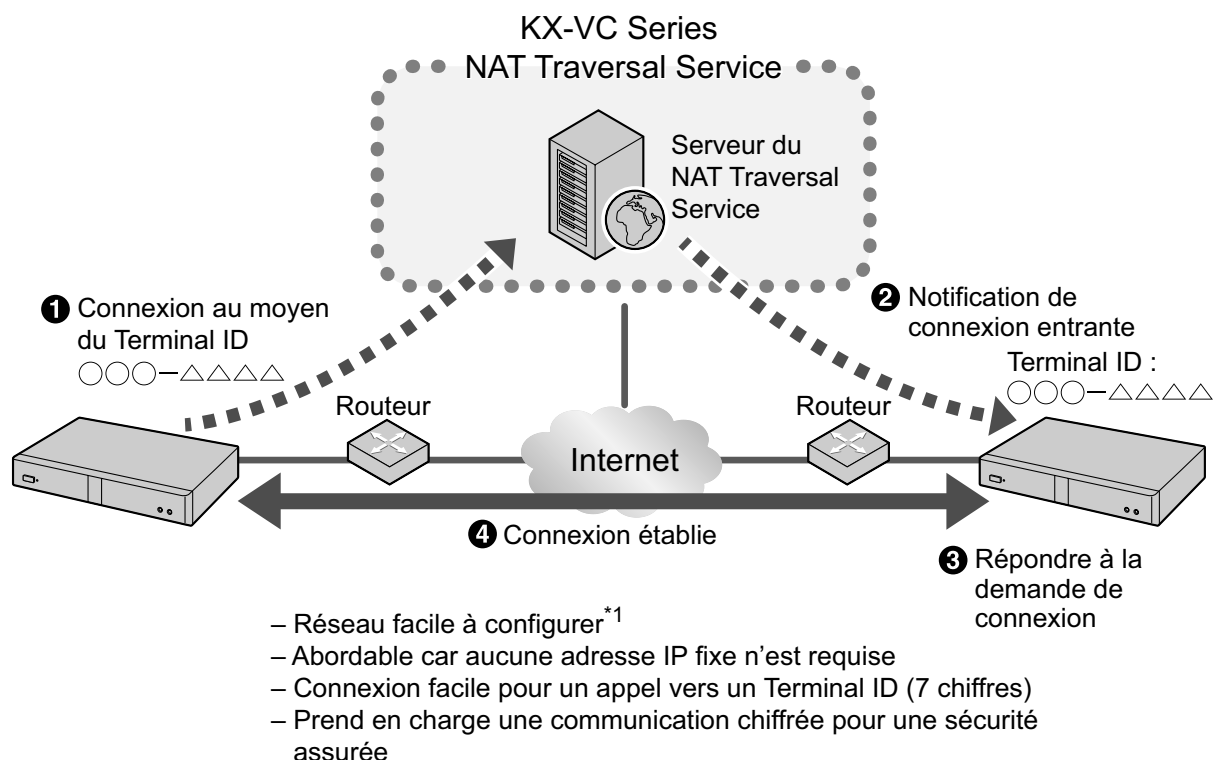 KX-VC Series
NAT Traversal Service
Serveur du
NAT Traversal
Service
❶ Connexion au moyen
du Terminal ID
○○○–△△△△
❷ Notification de
connexion entrante
Terminal ID :
○○○–△△△△
Routeur
Routeur
Internet
❹ Connexion établie
❸ Répondre à la
demande de
connexion
– Réseau facile à configurer*1
– Abordable car aucune adresse IP fixe n’est requise
– Connexion facile pour un appel vers un Terminal ID (7 chiffres)
– Prend en charge une communication chiffrée pour une sécurité
assurée